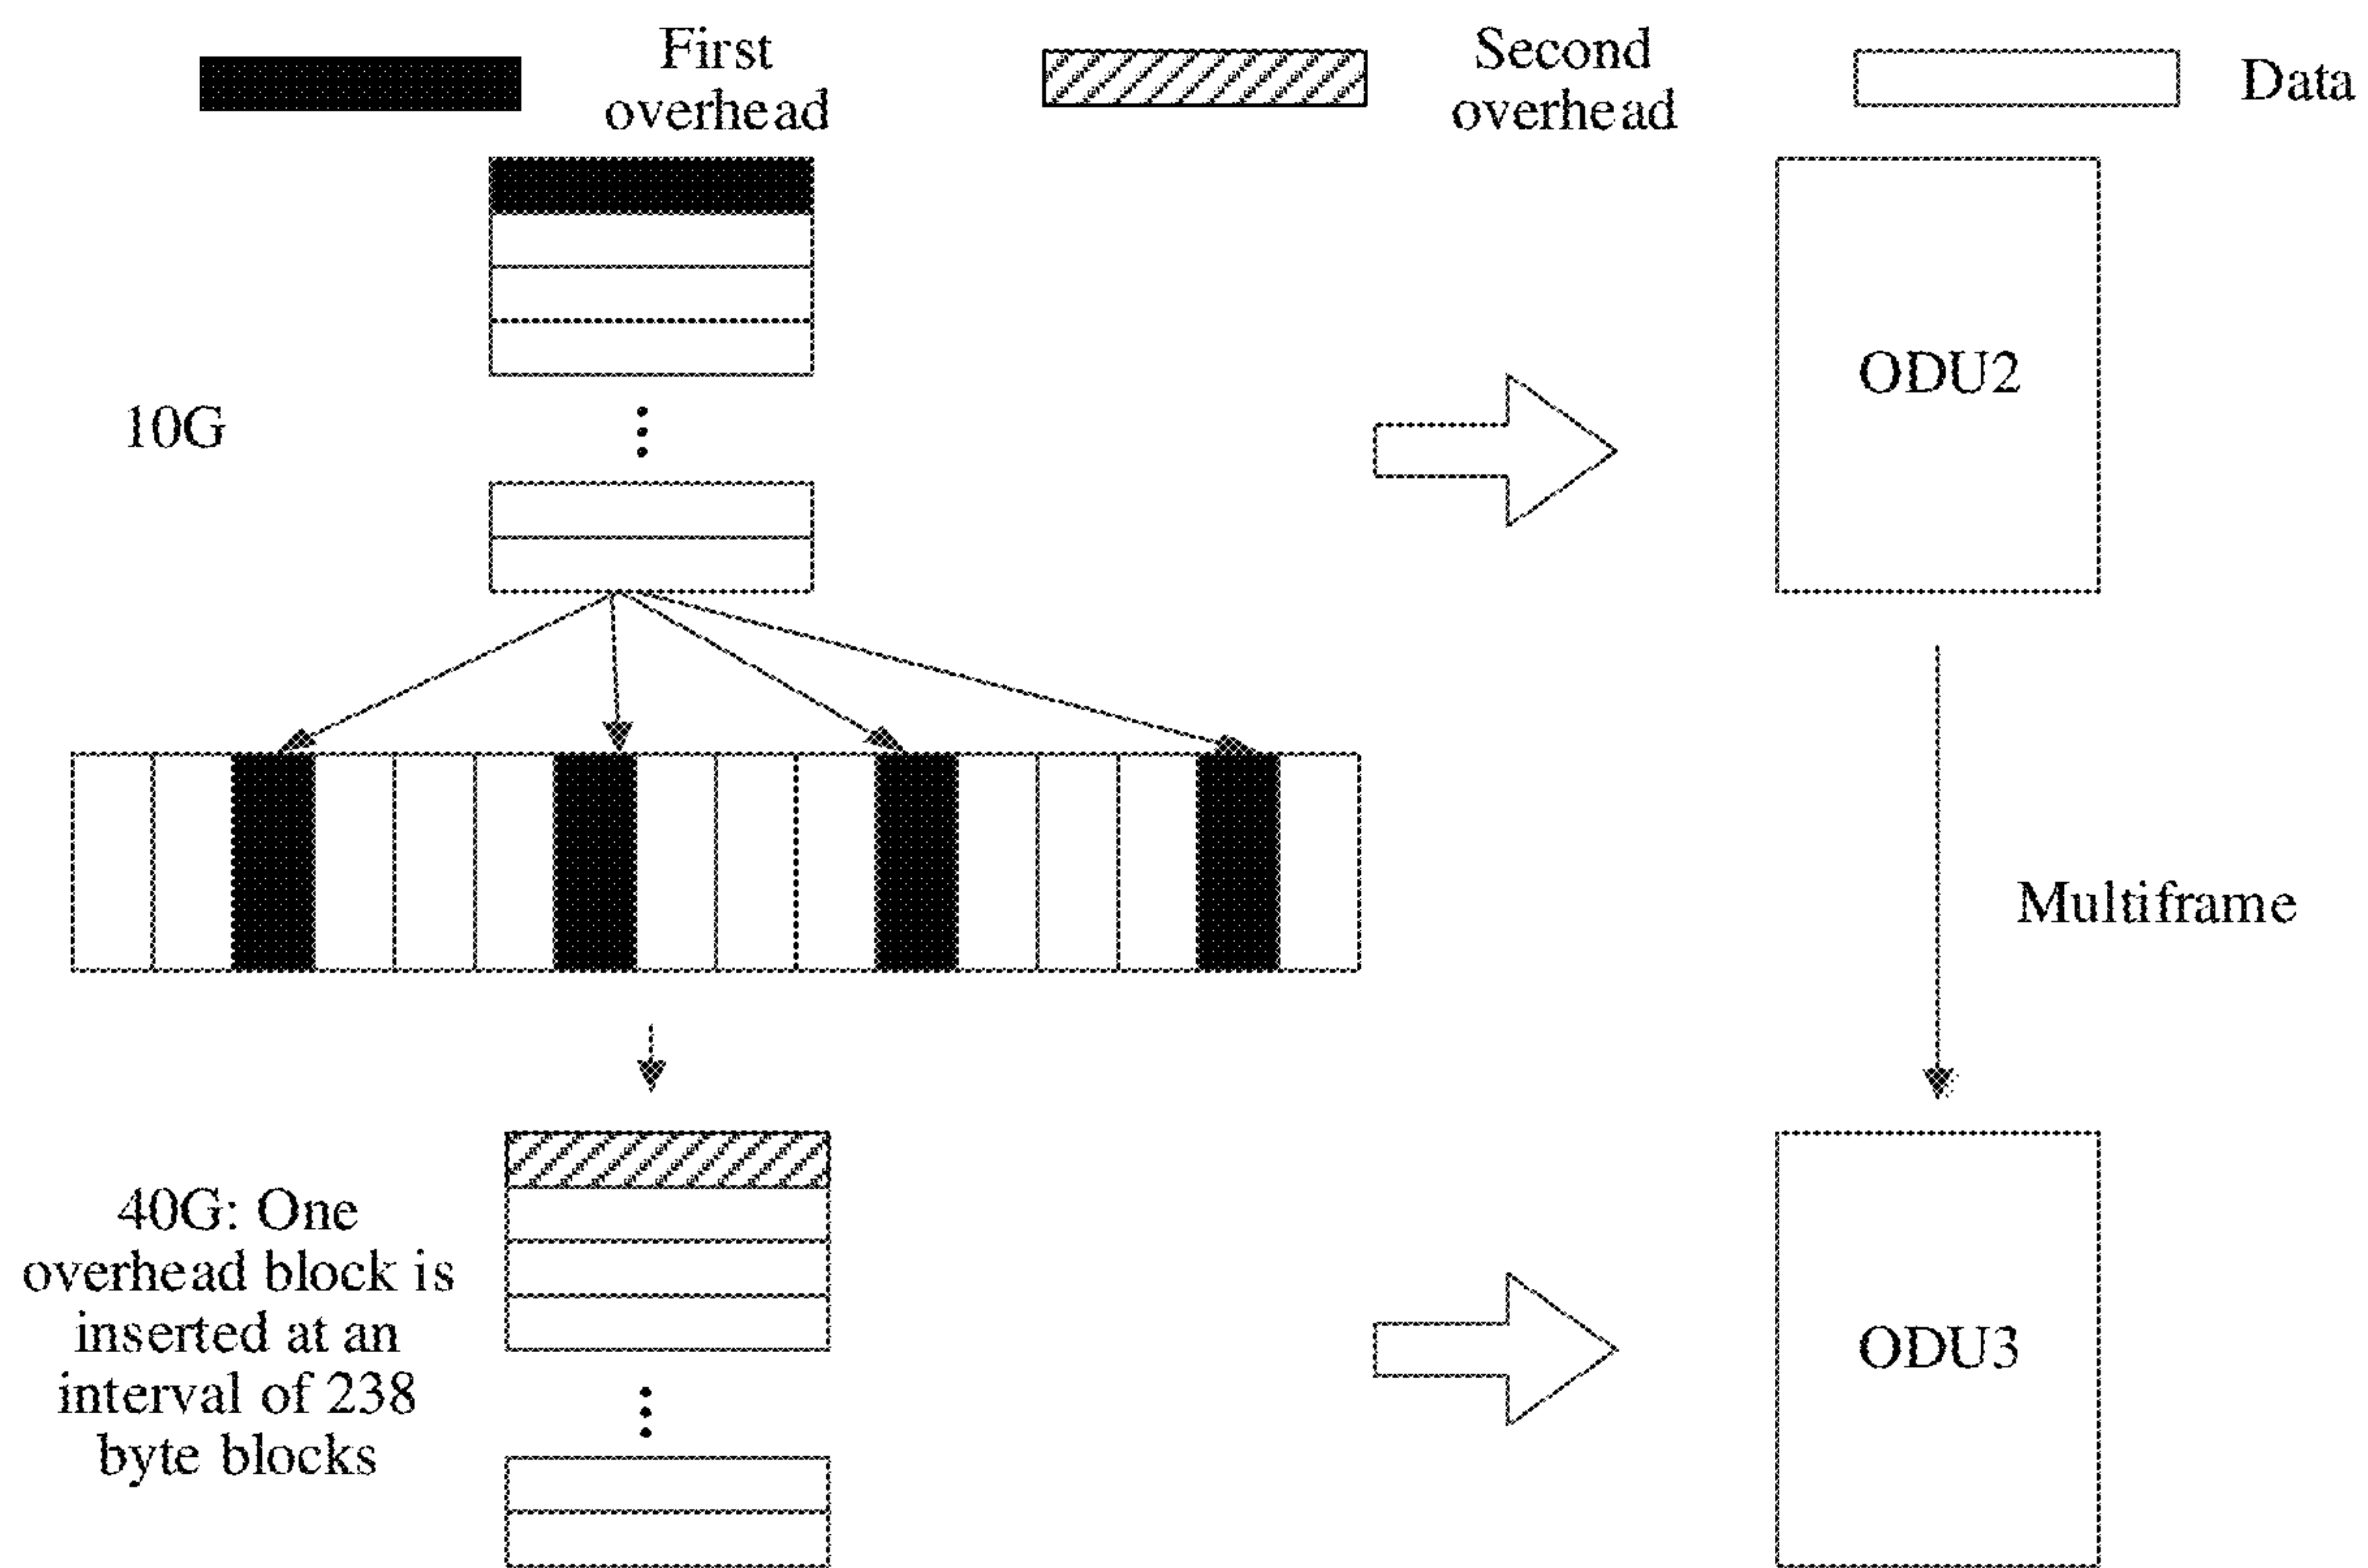 First
overhead
Second
overhead
Data
10G
ODU2
Multiframe
40G: One
overhead block is
inserted at an
interval of 238
byte blocks
ODU3